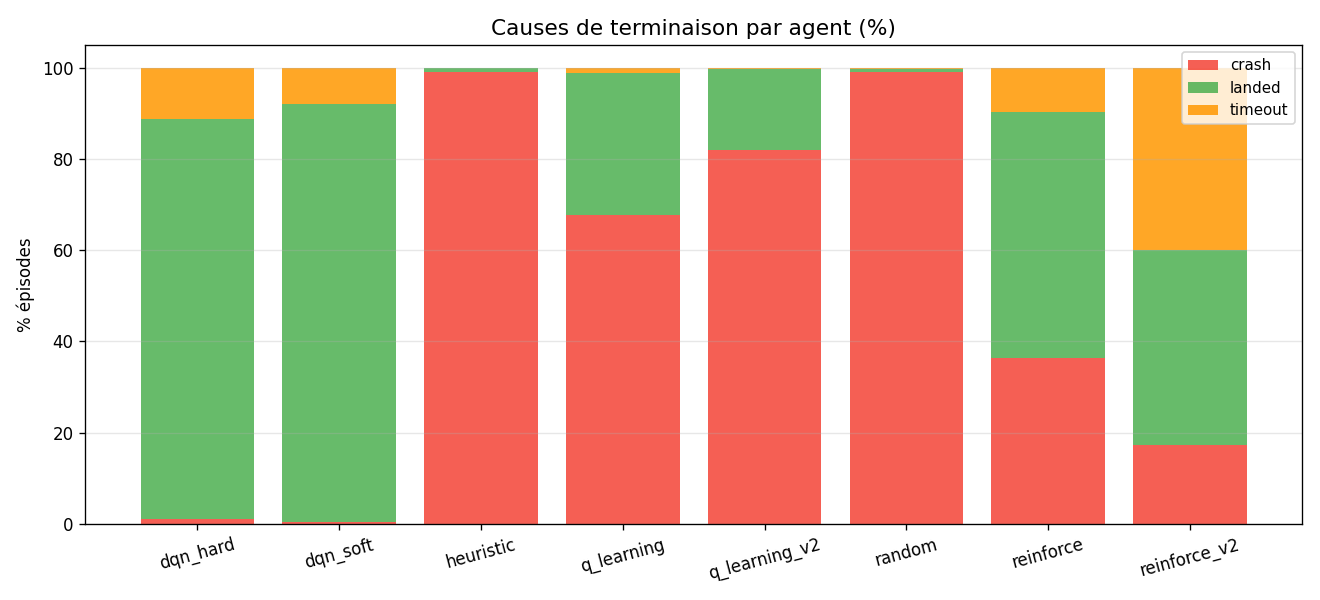 Causes de terminaison par agent (%)
crash
landed
timeout
% épisodes
100
80
60
40
20
0
dqn_hard
dqn_soft
heuristic
q_learning
q_learning_v2
random
reinforce
reinforce_v2